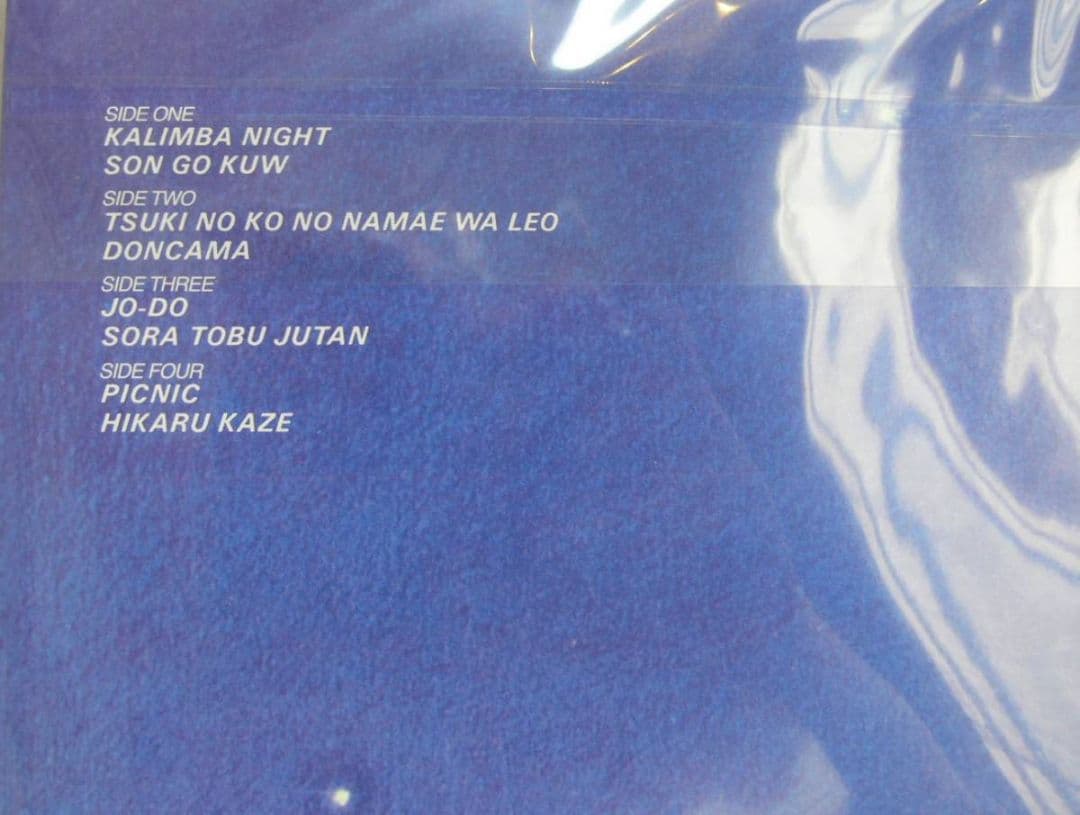 SIDE ONE
KALIMBA NIGHT
SON GO KUW
SIDE TWO
TSUKI NO KO NO NAMAE WA LEO
DONCAMA
SIDE THREE
JO-DO
SORA TOBU JUTAN
SIDE FOUR
PICNIC
HIKARU KAZE